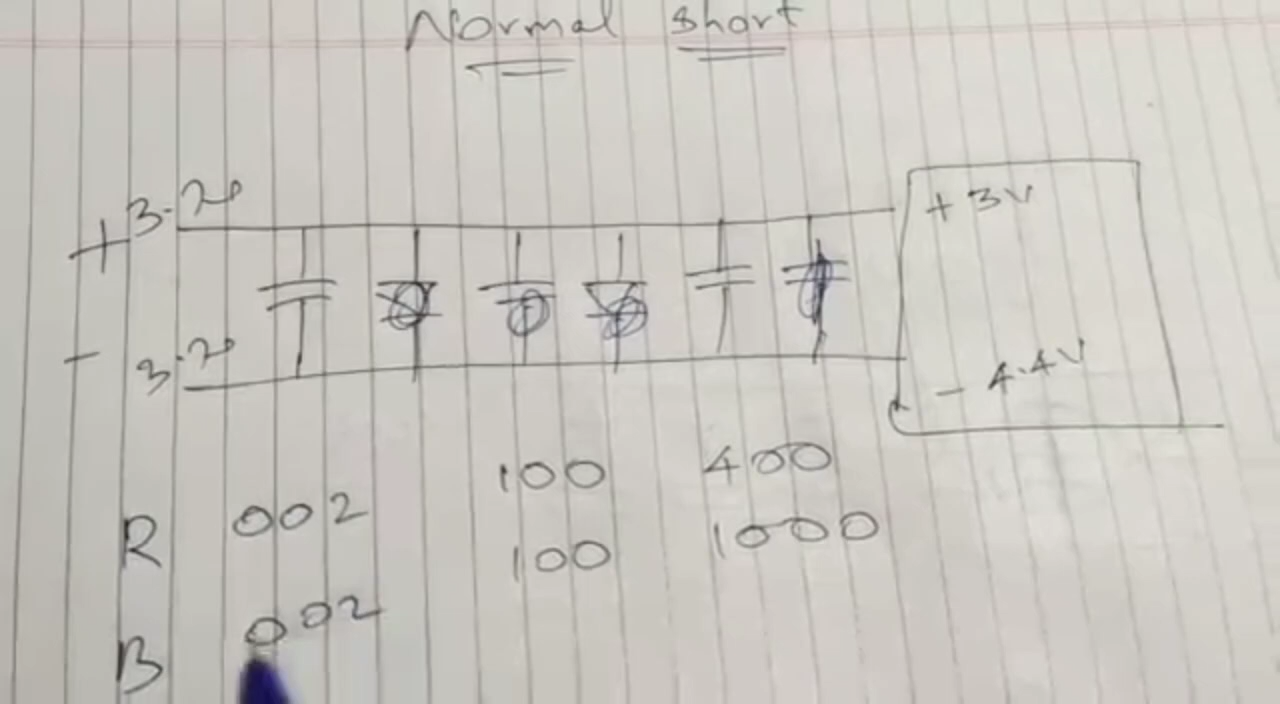 Normal short
+ 3.20
+ 3V
- 3.20
- 4.4V
R 002 100 400
B 002 100 1000